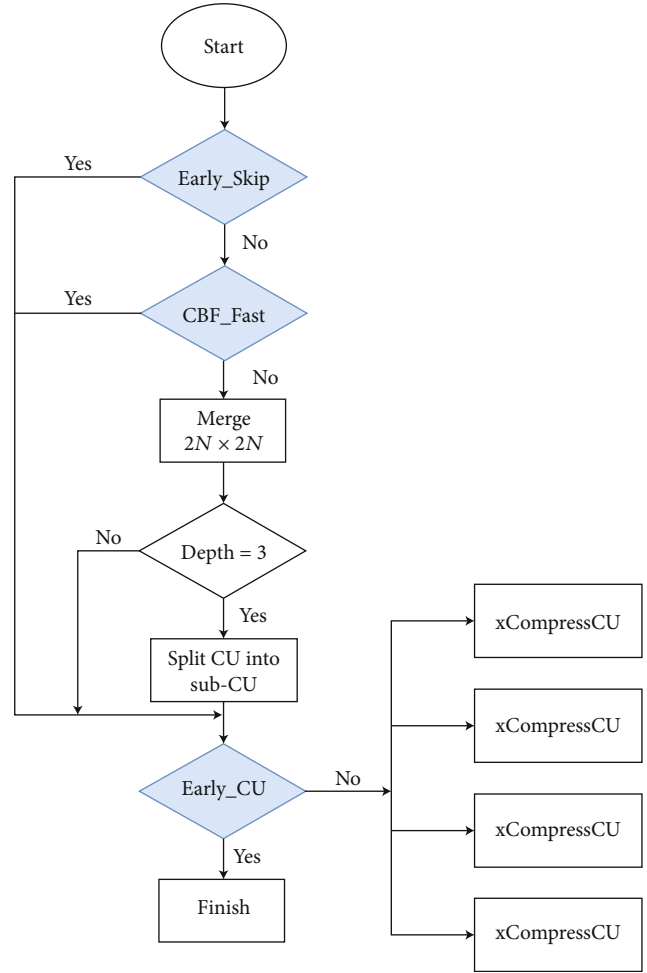 Start
Yes
Early_Skip
No
Yes
CBF_Fast
No
Merge
2N × 2N
No
Depth = 3
Yes
Split CU into
sub-CU
xCompressCU
xCompressCU
Early_CU
No
xCompressCU
Yes
Finish
xCompressCU